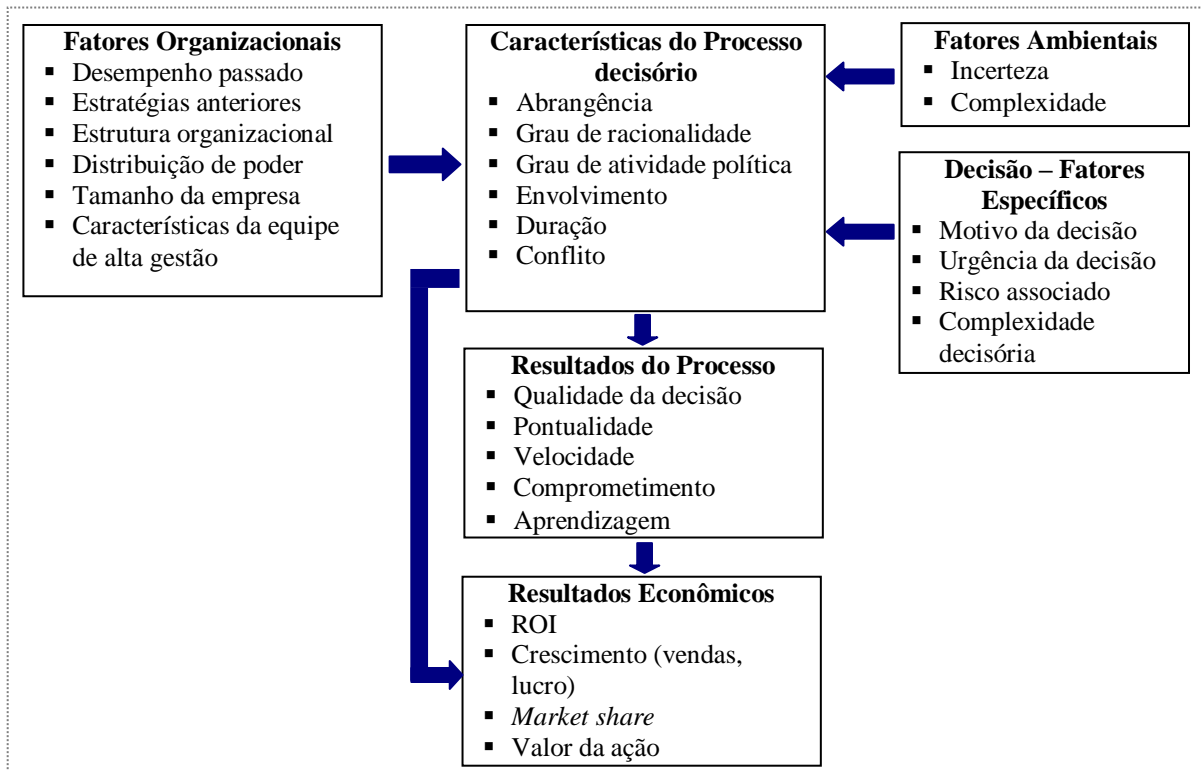 Fatores Organizacionais
▪ Desempenho passado
▪ Estratégias anteriores
▪ Estrutura organizacional
▪ Distribuição de poder
▪ Tamanho da empresa
▪ Características da equipe
de alta gestão
Características do Processo
decisório
▪ Abrangência
▪ Grau de racionalidade
▪ Grau de atividade política
▪ Envolvimento
▪ Duração
▪ Conflito
Fatores Ambientais
▪ Incerteza
▪ Complexidade
Decisão – Fatores
Específicos
▪ Motivo da decisão
▪ Urgência da decisão
▪ Risco associado
▪ Complexidade
decisória
Resultados do Processo
▪ Qualidade da decisão
▪ Pontualidade
▪ Velocidade
▪ Comprometimento
▪ Aprendizagem
Resultados Econômicos
▪ ROI
▪ Crescimento (vendas,
lucro)
▪ Market share
▪ Valor da ação